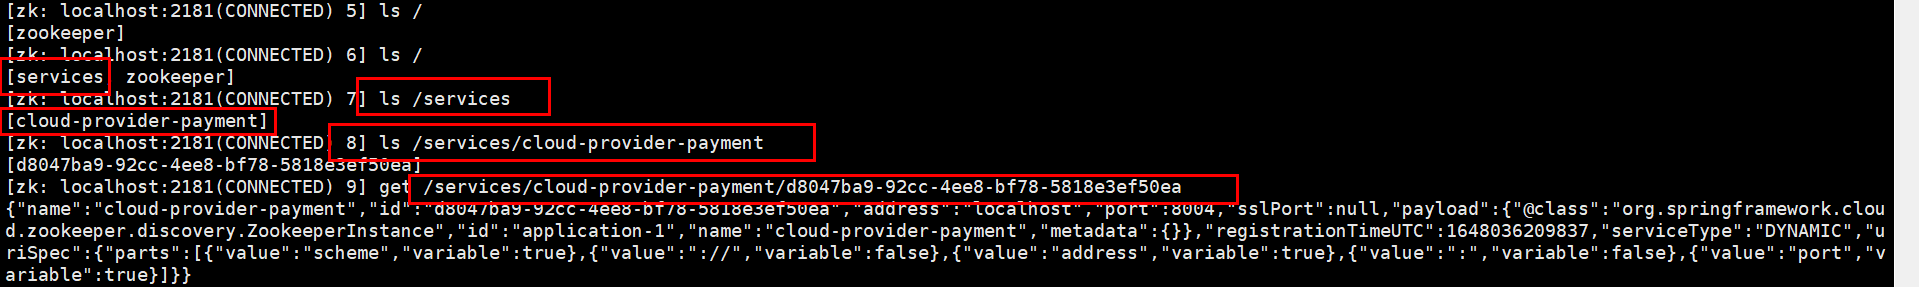 [zk: localhost:2181(CONNECTED) 5] ls /
[zookeeper]
[zk: localhost:2181(CONNECTED) 6] ls /
[services, zookeeper]
[zk: localhost:2181(CONNECTED) 7] ls /services
[cloud-provider-payment]
[zk: localhost:2181(CONNECTED) 8] ls /services/cloud-provider-payment
[d8047ba9-92cc-4ee8-bf78-5818e3ef50ea]
[zk: localhost:2181(CONNECTED) 9] get /services/cloud-provider-payment/d8047ba9-92cc-4ee8-bf78-5818e3ef50ea
{"name":"cloud-provider-payment","id":"d8047ba9-92cc-4ee8-bf78-5818e3ef50ea","address":"localhost","port":8004,"sslPort":null,"payload":{"@class":"org.springframework.clou
d.zookeeper.discovery.ZookeeperInstance","id":"application-1","name":"cloud-provider-payment","metadata":{}},"registrationTimeUTC":1648036209837,"serviceType":"DYNAMIC","u
riSpec":{"parts":[{"value":"scheme","variable":true},{"value":"://","variable":false},{"value":"address","variable":true},{"value":":","variable":false},{"value":"port","v
ariable":true}]}}